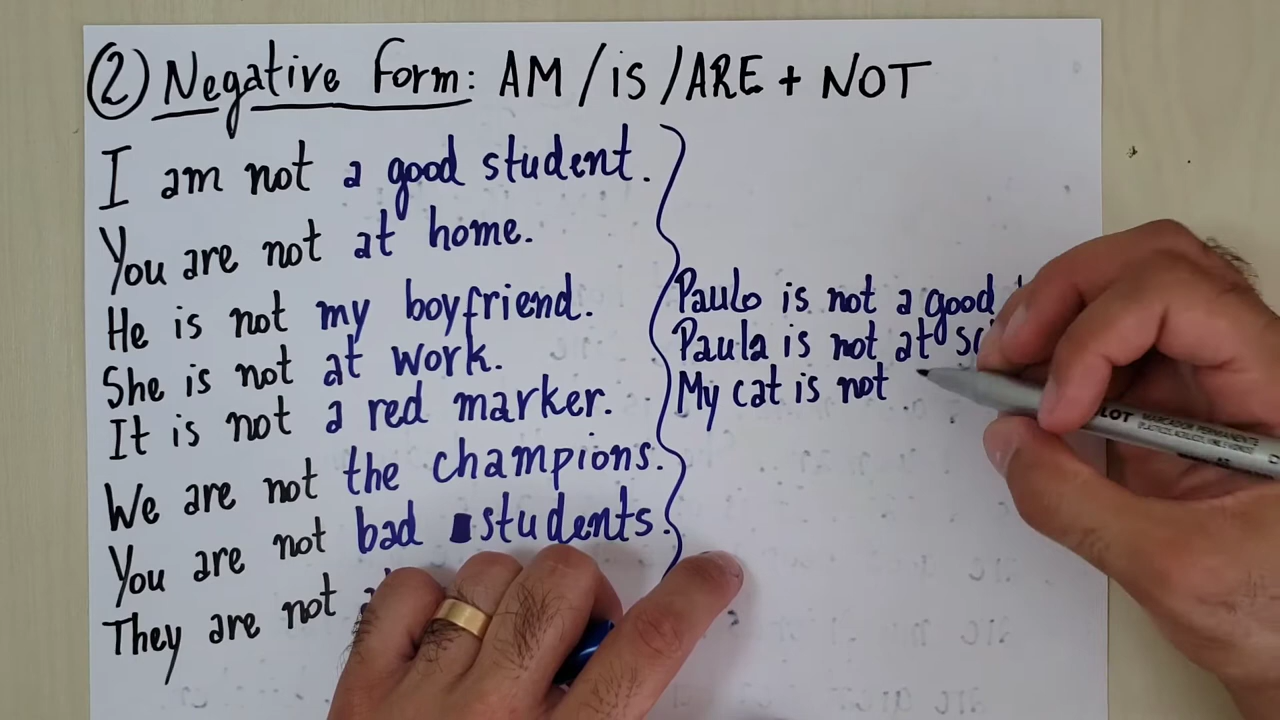 ② Negative form: AM / iS / ARE + NOT
I am not a good student.
You are not at home.
He is not my boyfriend.
She is not at work.
It is not a red marker.
We are not the champions.
You are not bad students.
They are not
Paulo is not a good
Paula is not at
My cat is not